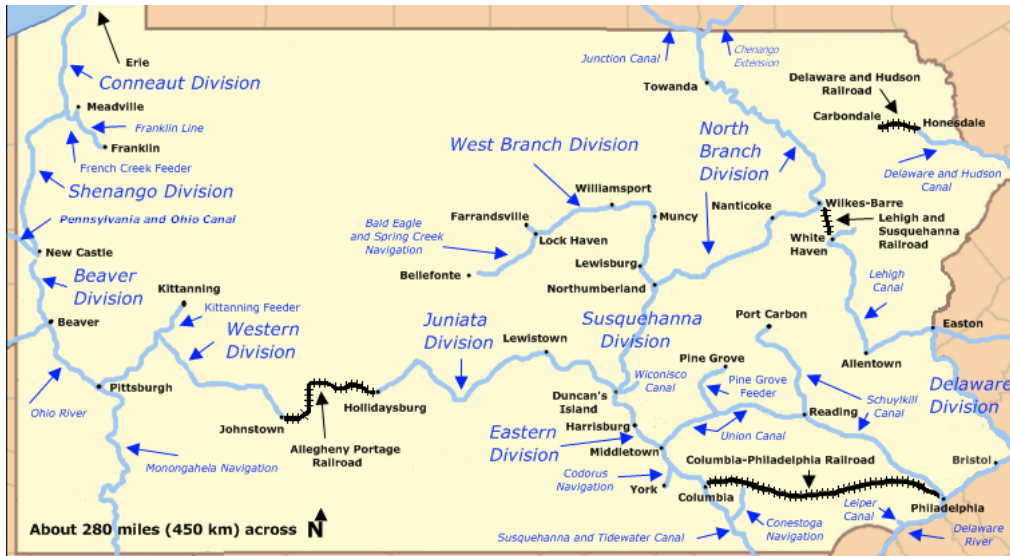 Erie
Conneaut Division
Meadville
Franklin Line
Franklin
French Creek Feeder
Shenango Division
Pennsylvania and Ohio Canal
New Castle
Beaver
Division
Beaver
Ohio River
Kittanning
Kittanning Feeder
Western
Division
Pittsburgh
Monongahela Navigation
Johnstown
Allegheny Portage
Railroad
Hollidaysburg
Juniata
Division
Lewistown
Bald Eagle
and Spring Creek
Navigation
Bellefonte
Farrandsville
Lock Haven
West Branch Division
Williamsport
Muncy
Lewisburg
Northumberland
Susquehanna
Division
Wiconisco
Canal
Duncan's
Island
Harrisburg
Eastern
Division
Middletown
Codorus
Navigation
York
Columbia
Susquehanna and Tidewater Canal
Conestoga
Navigation
Columbia-Philadelphia Railroad
Union Canal
Pine Grove
Pine Grove
Feeder
Port Carbon
Schuylkill
Canal
Reading
Junction Canal
Chenango
Extension
Towanda
North
Branch
Division
Nanticoke
Wilkes-Barre
Lehigh and
Susquehanna
Railroad
White
Haven
Lehigh
Canal
Allentown
Easton
Delaware and Hudson
Railroad
Carbondale
Honesdale
Delaware and Hudson
Canal
Delaware
Division
Bristol
Philadelphia
Leiper
Canal
Delaware
River
About 280 miles (450 km) across
N